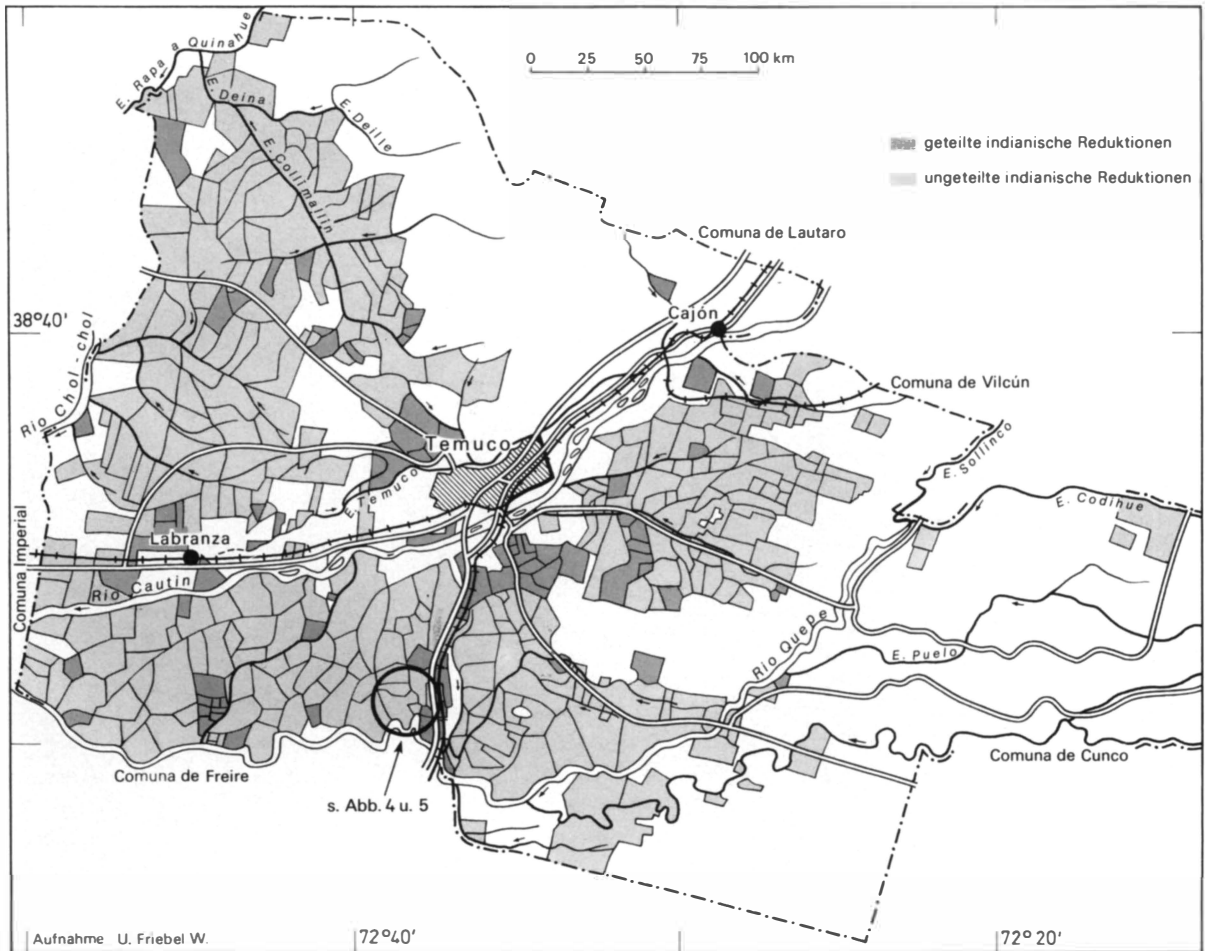 0 25 50 75 100 km
geteilte indianische Reduktionen
ungeteilte indianische Reduktionen
E. Rapa a Quinahue
E. Deina
E. Deille
E. Collimallin
Comuna de Lautaro
38°40'
Cajón
Rio Chol-chol
Comuna de Vilcún
Temuco
E. Temuco
E. Sollinco
E. Codihue
Labranza
Comuna Imperial
Rio Cautin
Rio Quepe
E. Puelo
Comuna de Freire
Comuna de Cunco
s. Abb. 4 u. 5
Aufnahme U. Friebel W.
72°40'
72°20'